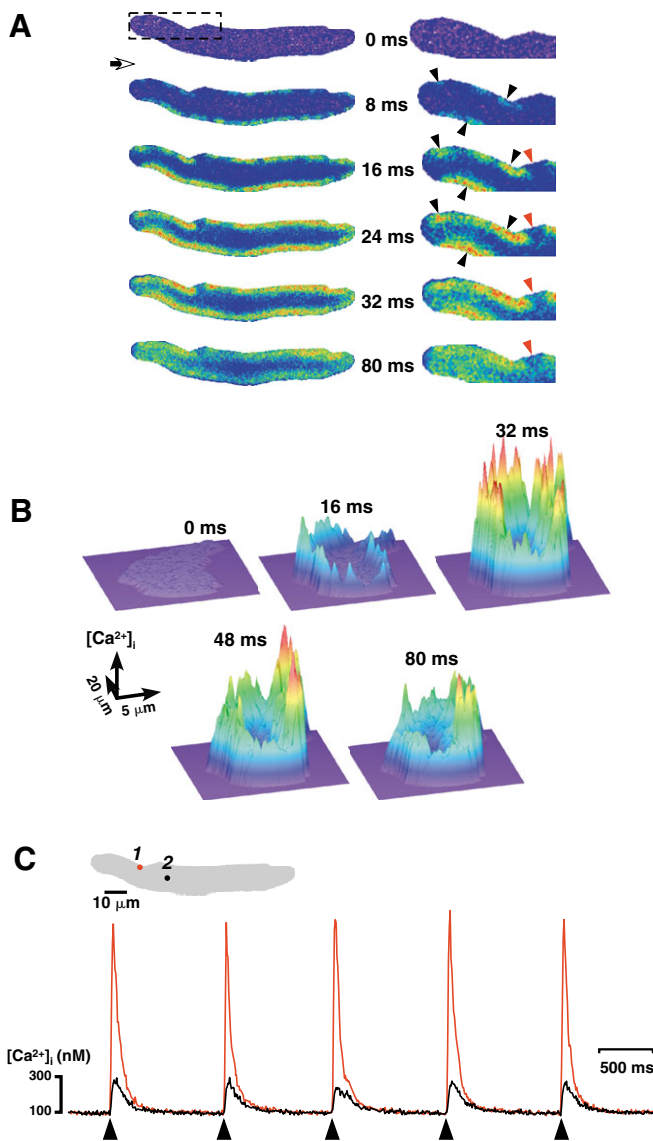 A
0 ms
8 ms
16 ms
24 ms
32 ms
80 ms
B
0 ms
16 ms
32 ms
[Ca²⁺]i
20 μm
5 μm
48 ms
80 ms
C
1
2
10 μm
[Ca²⁺]i (nM)
300
100
500 ms